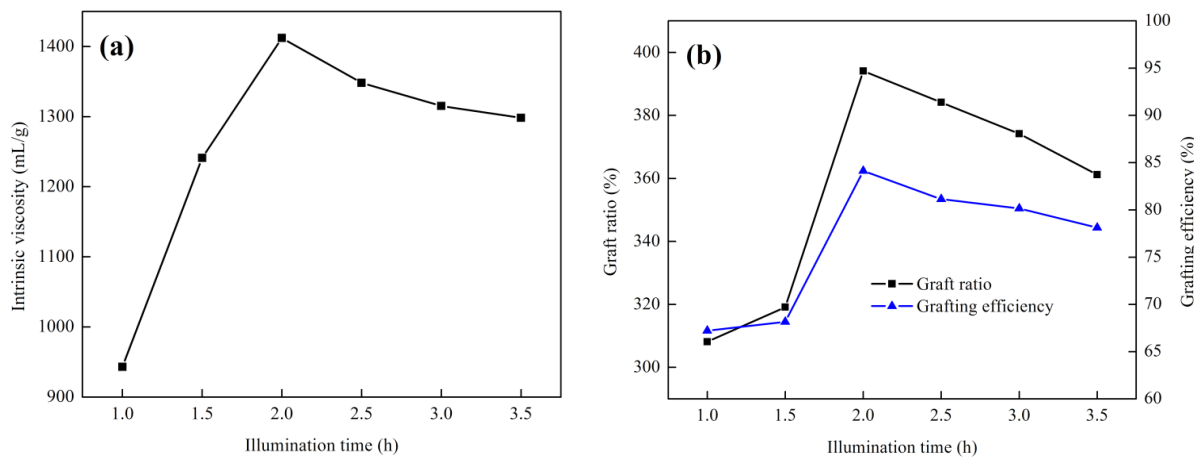 (a)
1400
1300
1200
1100
1000
900
Intrinsic viscosity (mL/g)
1.0 1.5 2.0 2.5 3.0 3.5
Illumination time (h)
(b)
400
380
360
340
320
300
Graft ratio (%)
100
95
90
85
80
75
70
65
60
Grafting efficiency (%)
Graft ratio
Grafting efficiency
1.0 1.5 2.0 2.5 3.0 3.5
Illumination time (h)